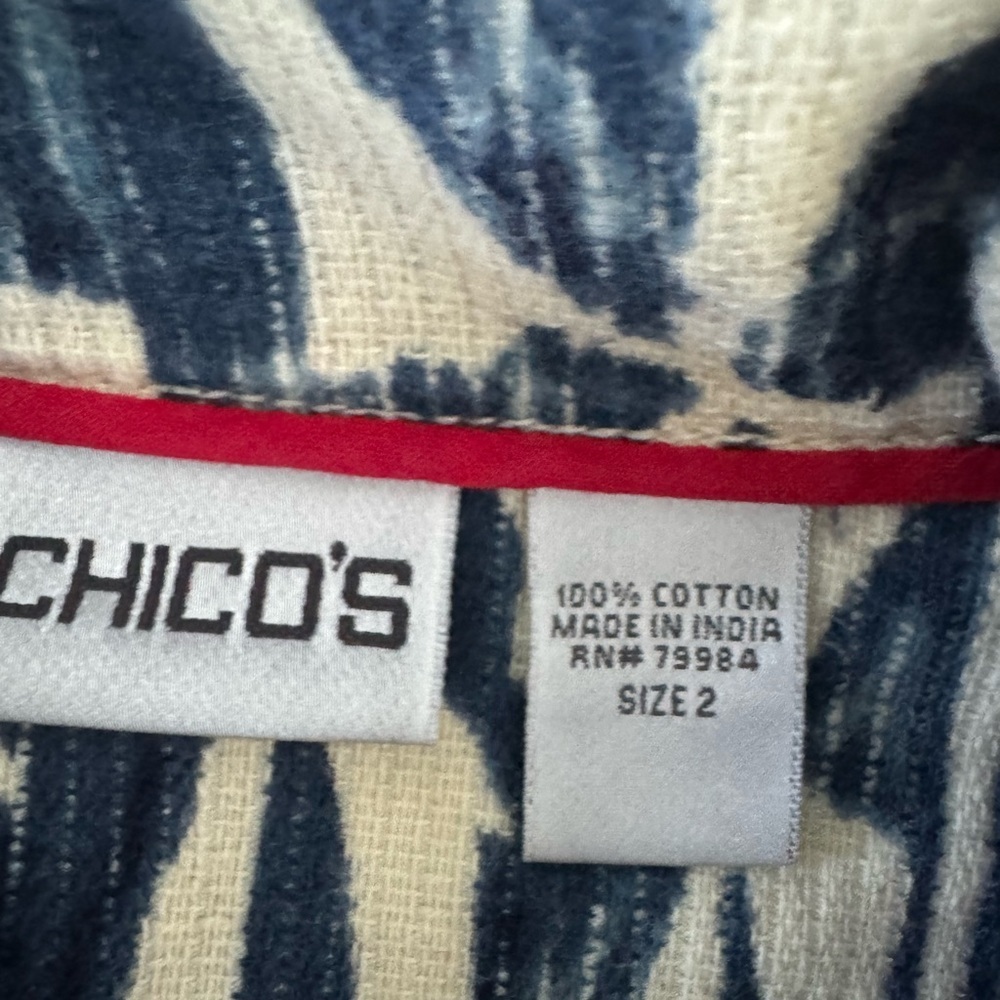 CHICO'S
100% COTTON
MADE IN INDIA
RN# 79984
SIZE 2